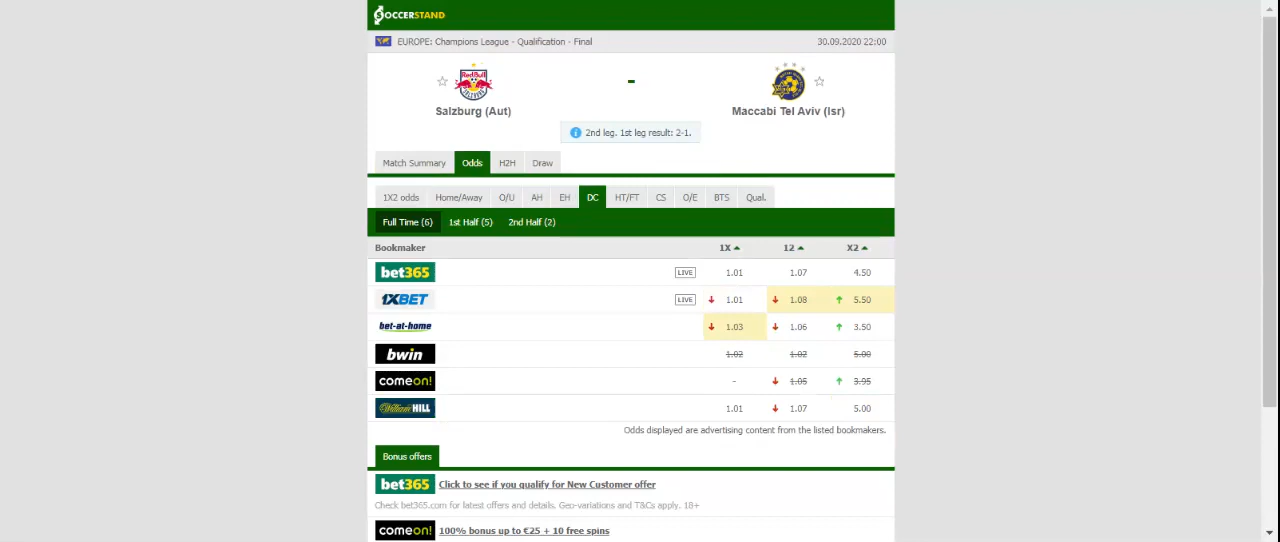 SOCCERSTAND
EUROPE: Champions League - Qualification - Final 30.09.2020 22:00
RedBull
SALZBURG
-
Salzburg (Aut) Maccabi Tel Aviv (Isr)
2nd leg. 1st leg result: 2-1.
Match Summary Odds H2H Draw
1X2 odds Home/Away O/U AH EH DC HT/FT CS O/E BTS Qual.
Full Time (6) 1st Half (5) 2nd Half (2)
Bookmaker 1X 12 X2
bet365 LIVE 1.01 1.07 4.50
1XBET LIVE 1.01 1.08 5.50
bet-at-home 1.03 1.06 3.50
bwin 1.02 1.02 5.00
comeon! - 1.05 3.95
William HILL 1.01 1.07 5.00
Odds displayed are advertising content from the listed bookmakers.
Bonus offers
bet365 Click to see if you qualify for New Customer offer
Check bet365.com for latest offers and details. Geo-variations and T&Cs apply. 18+
comeon! 100% bonus up to €25 + 10 free spins